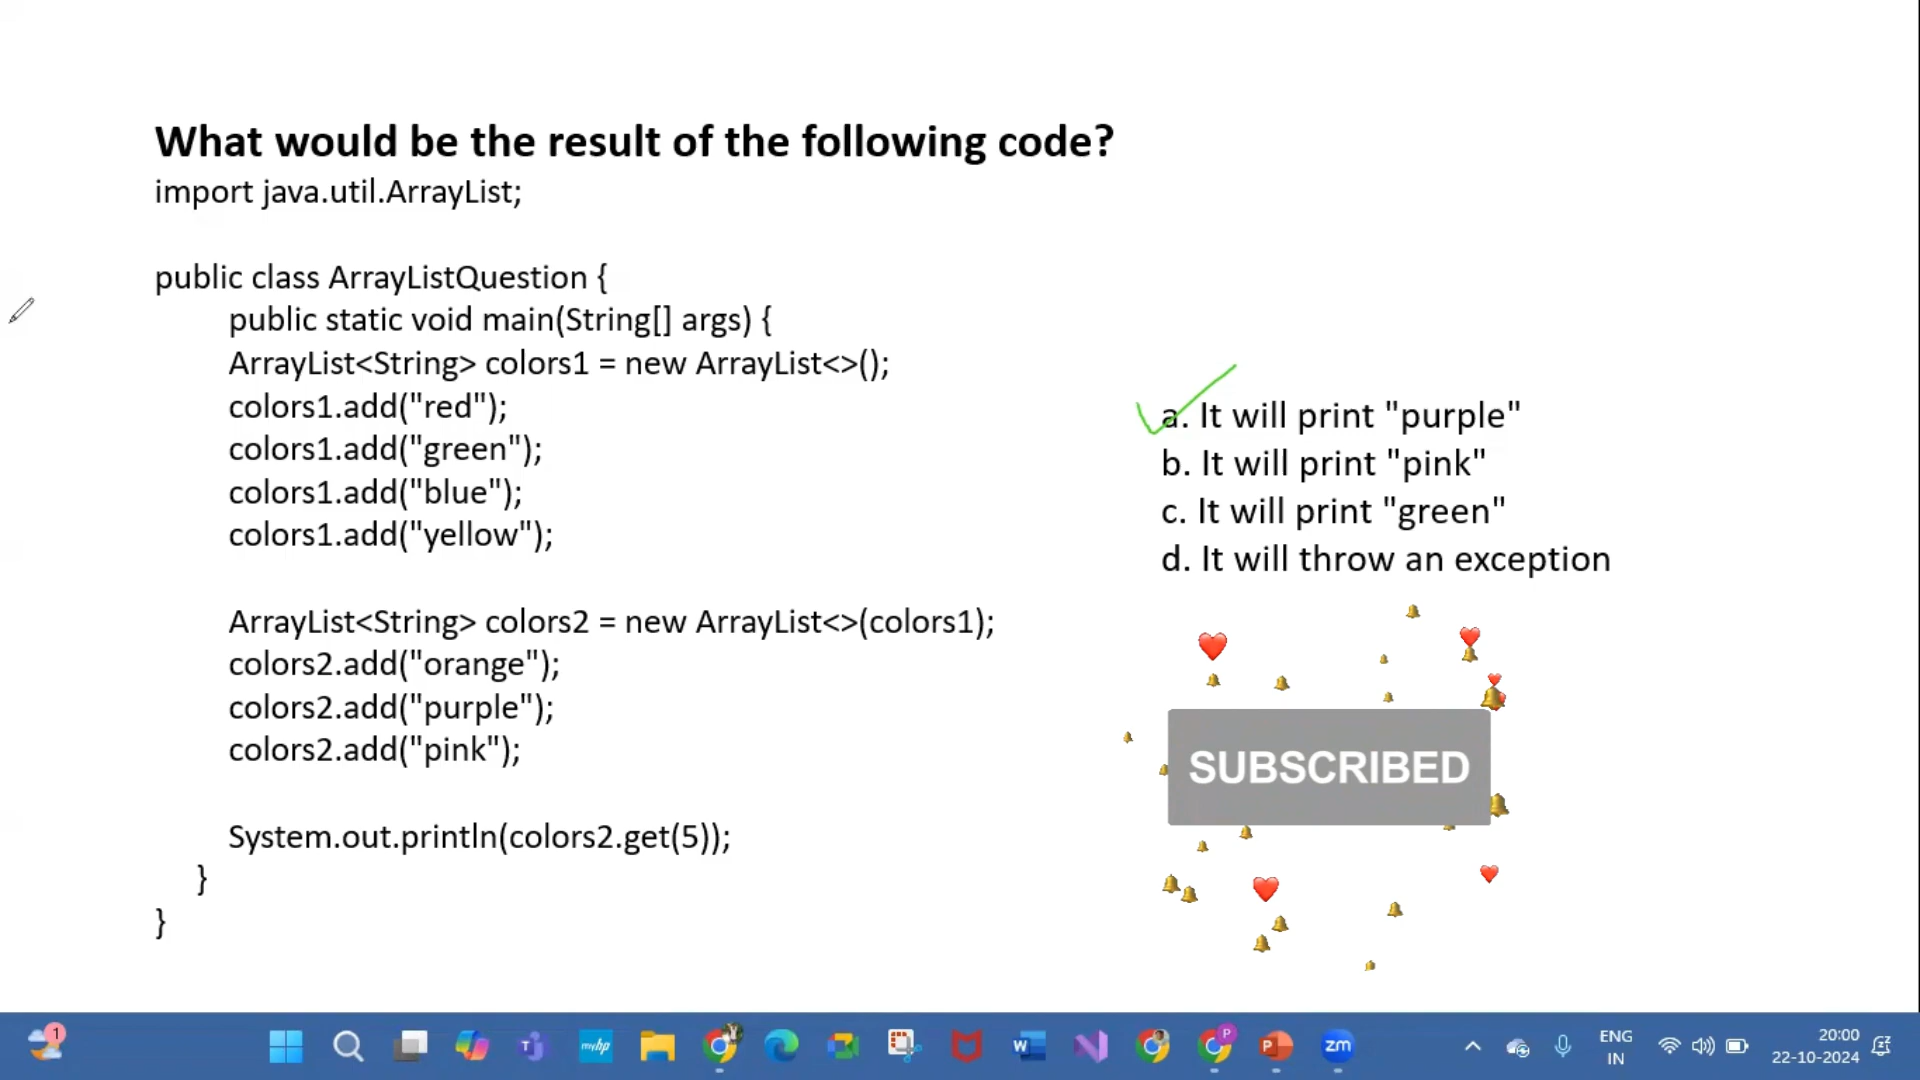 What would be the result of the following code?
import java.util.ArrayList;
public class ArrayListQuestion {
public static void main(String[] args) {
ArrayList<String> colors1 = new ArrayList<>();
colors1.add("red");
colors1.add("green");
colors1.add("blue");
colors1.add("yellow");
ArrayList<String> colors2 = new ArrayList<>(colors1);
colors2.add("orange");
colors2.add("purple");
colors2.add("pink");
System.out.println(colors2.get(5));
}
}
a. It will print "purple"
b. It will print "pink"
c. It will print "green"
d. It will throw an exception
SUBSCRIBED
1
myhp
W
P
P
zm
ENG
IN
20:00
22-10-2024